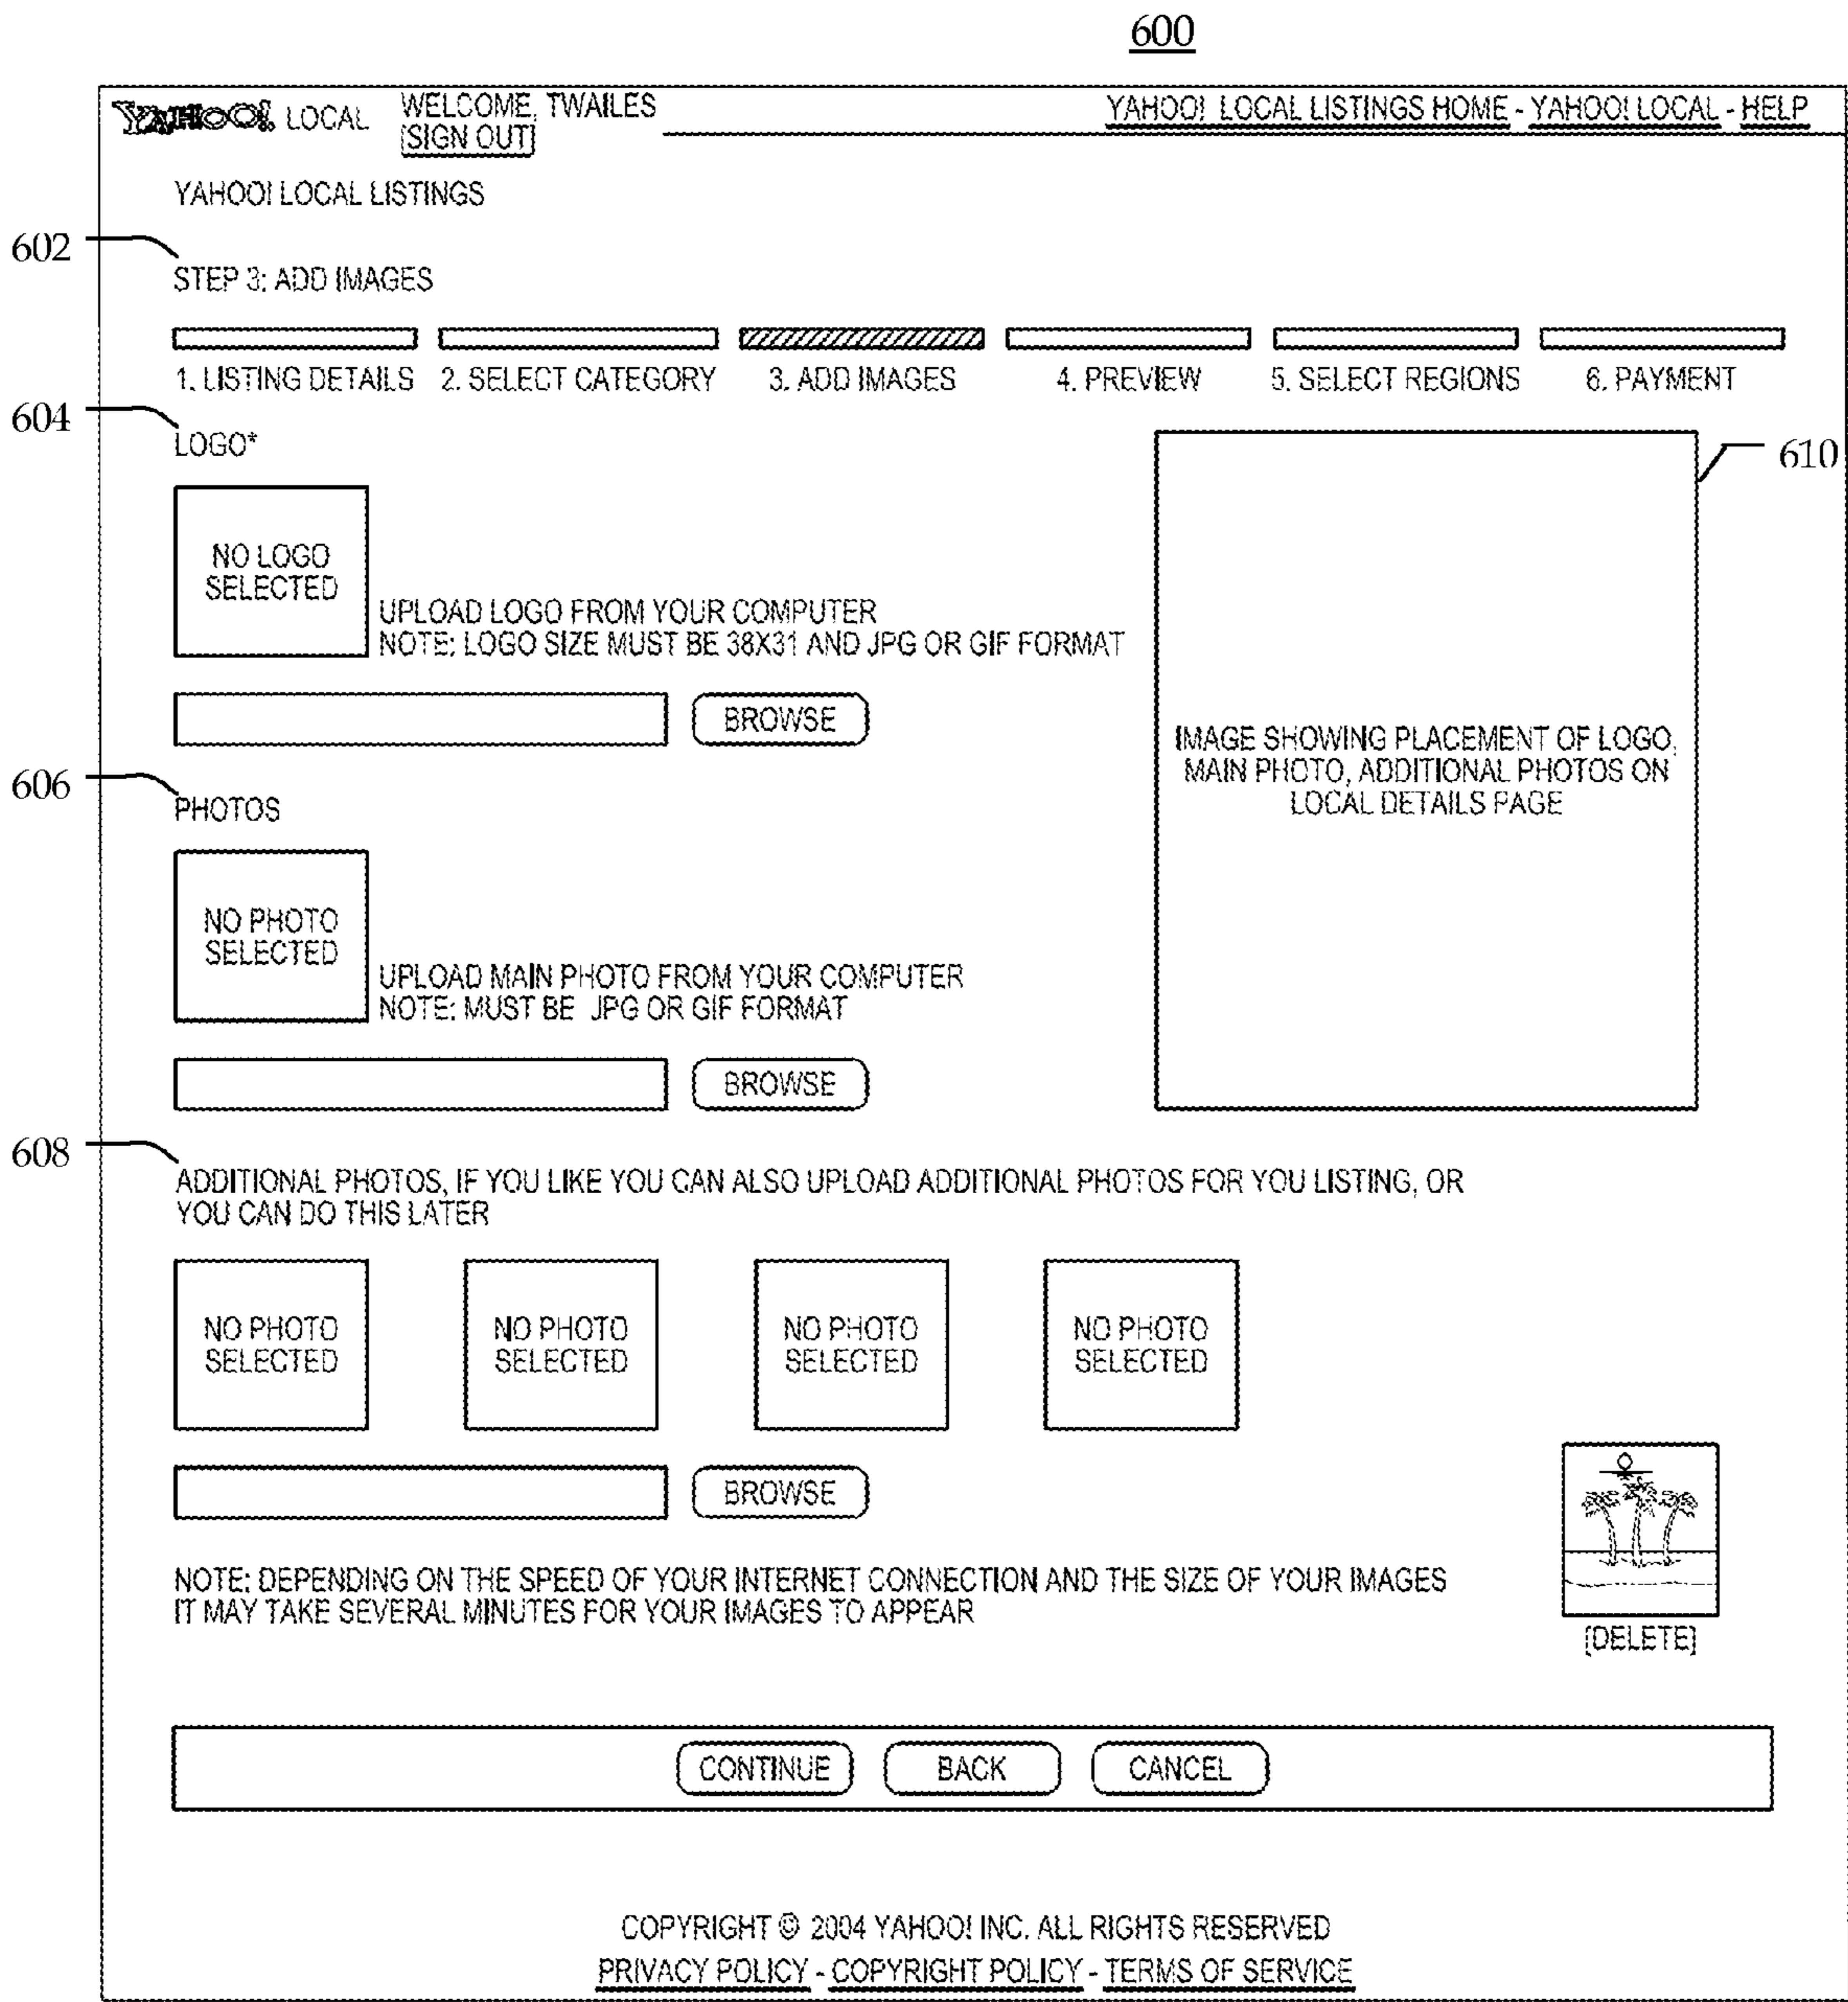 600
YAHOO! LOCAL
WELCOME, TWAILES
[SIGN OUT]
YAHOO! LOCAL LISTINGS HOME - YAHOO! LOCAL - HELP
YAHOO! LOCAL LISTINGS
602
STEP 3: ADD IMAGES
1. LISTING DETAILS
2. SELECT CATEGORY
3. ADD IMAGES
4. PREVIEW
5. SELECT REGIONS
6. PAYMENT
604
LOGO*
610
NO LOGO
SELECTED
UPLOAD LOGO FROM YOUR COMPUTER
NOTE: LOGO SIZE MUST BE 38X31 AND JPG OR GIF FORMAT
BROWSE
IMAGE SHOWING PLACEMENT OF LOGO,
MAIN PHOTO, ADDITIONAL PHOTOS ON
LOCAL DETAILS PAGE
606
PHOTOS
NO PHOTO
SELECTED
UPLOAD MAIN PHOTO FROM YOUR COMPUTER
NOTE: MUST BE JPG OR GIF FORMAT
BROWSE
608
ADDITIONAL PHOTOS, IF YOU LIKE YOU CAN ALSO UPLOAD ADDITIONAL PHOTOS FOR YOU LISTING, OR
YOU CAN DO THIS LATER
NO PHOTO
SELECTED
NO PHOTO
SELECTED
NO PHOTO
SELECTED
NO PHOTO
SELECTED
BROWSE
NOTE: DEPENDING ON THE SPEED OF YOUR INTERNET CONNECTION AND THE SIZE OF YOUR IMAGES
IT MAY TAKE SEVERAL MINUTES FOR YOUR IMAGES TO APPEAR
[DELETE]
CONTINUE
BACK
CANCEL
COPYRIGHT © 2004 YAHOO! INC. ALL RIGHTS RESERVED
PRIVACY POLICY - COPYRIGHT POLICY - TERMS OF SERVICE